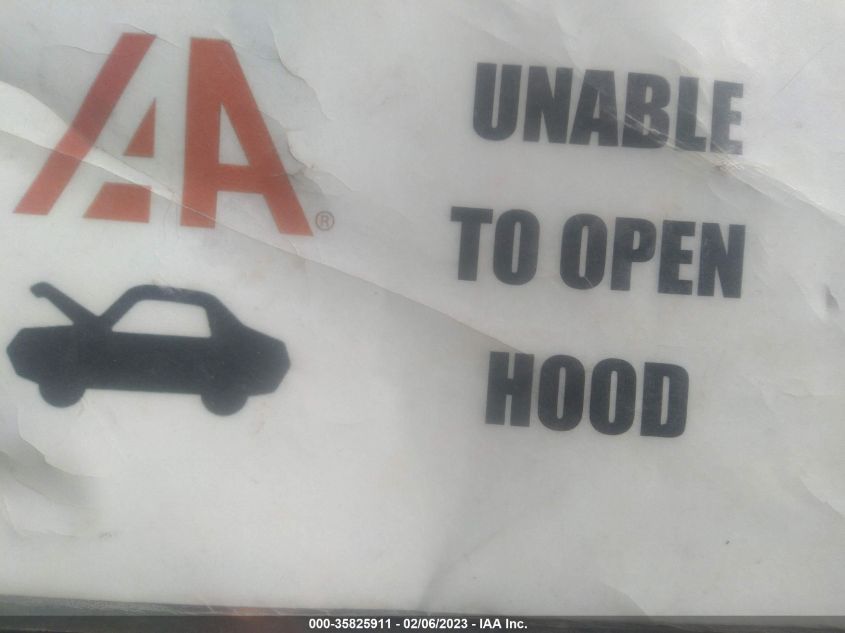 IAA®
UNABLE
TO OPEN
HOOD
000-35825911 - 02/06/2023 - IAA Inc.